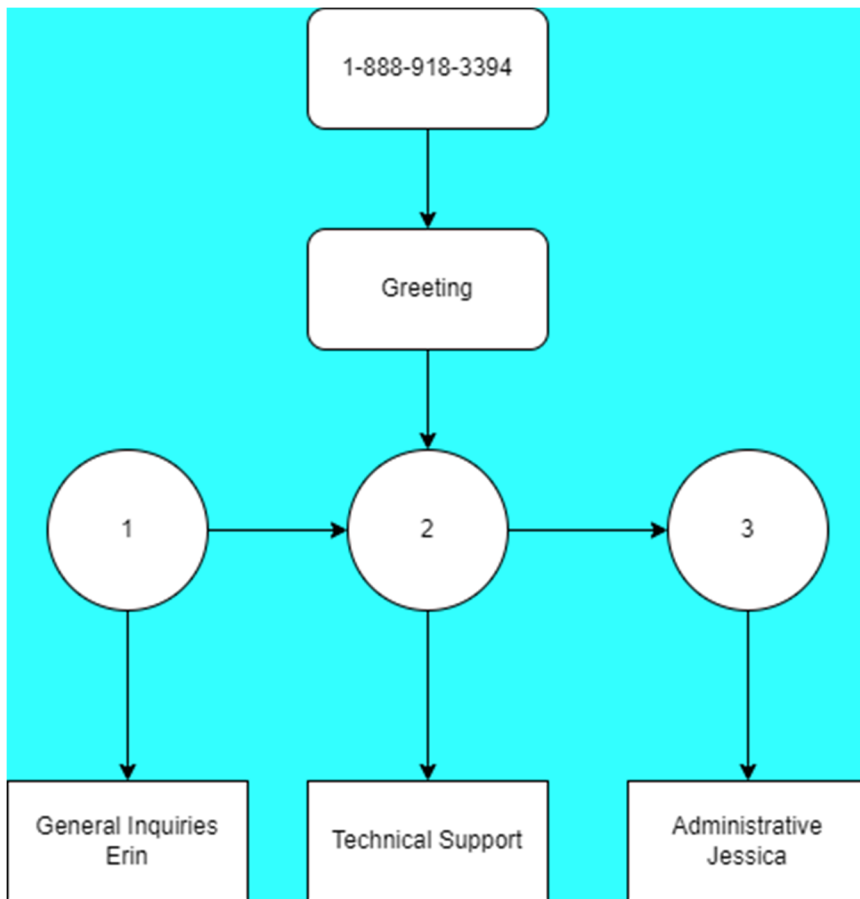 1-888-918-3394
Greeting
1
2
3
General Inquiries
Erin
Technical Support
Administrative
Jessica